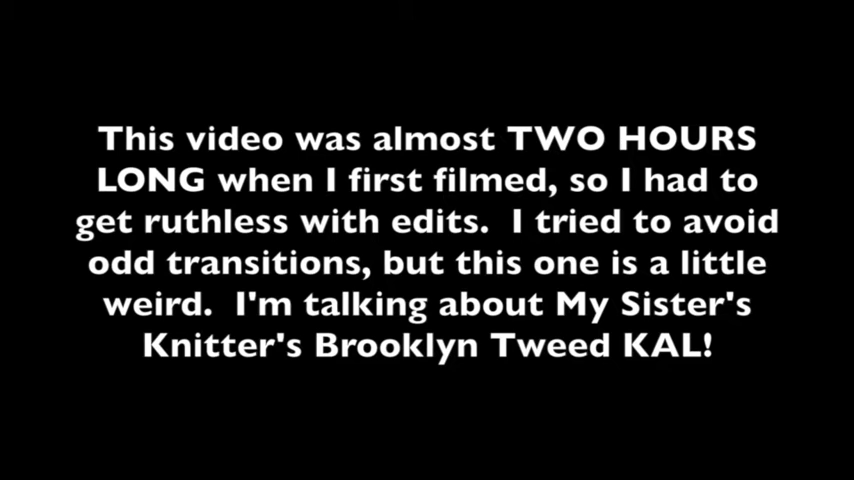 This video was almost TWO HOURS
LONG when I first filmed, so I had to
get ruthless with edits.  I tried to avoid
odd transitions, but this one is a little
weird.  I'm talking about My Sister's
Knitter's Brooklyn Tweed KAL!